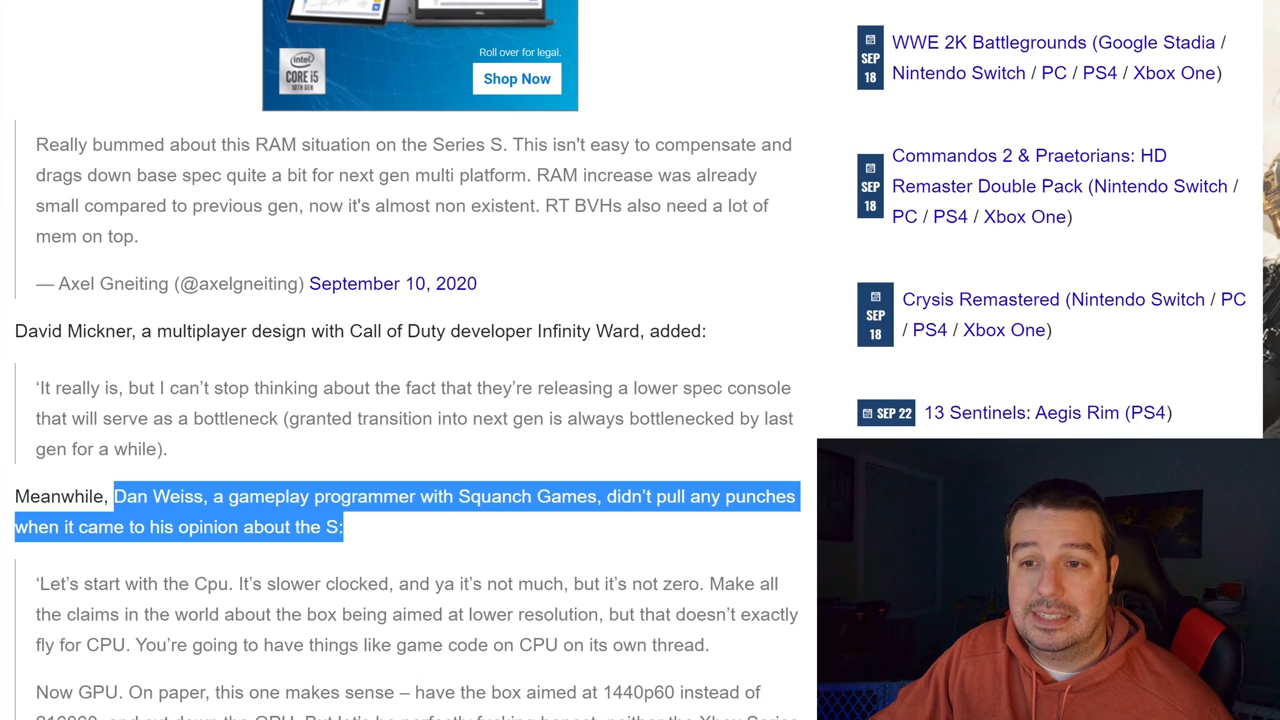 Roll over for legal.
intel
CORE i5
10TH GEN
Shop Now
DELL
Really bummed about this RAM situation on the Series S. This isn't easy to compensate and
drags down base spec quite a bit for next gen multi platform. RAM increase was already
small compared to previous gen, now it's almost non existent. RT BVHs also need a lot of
mem on top.
— Axel Gneiting (@axelgneiting) September 10, 2020
David Mickner, a multiplayer design with Call of Duty developer Infinity Ward, added:
‘It really is, but I can’t stop thinking about the fact that they’re releasing a lower spec console
that will serve as a bottleneck (granted transition into next gen is always bottlenecked by last
gen for a while).
Meanwhile, Dan Weiss, a gameplay programmer with Squanch Games, didn’t pull any punches
when it came to his opinion about the S:
‘Let’s start with the Cpu. It’s slower clocked, and ya it’s not much, but it’s not zero. Make all
the claims in the world about the box being aimed at lower resolution, but that doesn’t exactly
fly for CPU. You’re going to have things like game code on CPU on its own thread.
Now GPU. On paper, this one makes sense – have the box aimed at 1440p60 instead of
SEP
18
WWE 2K Battlegrounds (Google Stadia /
Nintendo Switch / PC / PS4 / Xbox One)
SEP
18
Commandos 2 & Praetorians: HD
Remaster Double Pack (Nintendo Switch /
PC / PS4 / Xbox One)
SEP
18
Crysis Remastered (Nintendo Switch / PC
/ PS4 / Xbox One)
SEP 22
13 Sentinels: Aegis Rim (PS4)